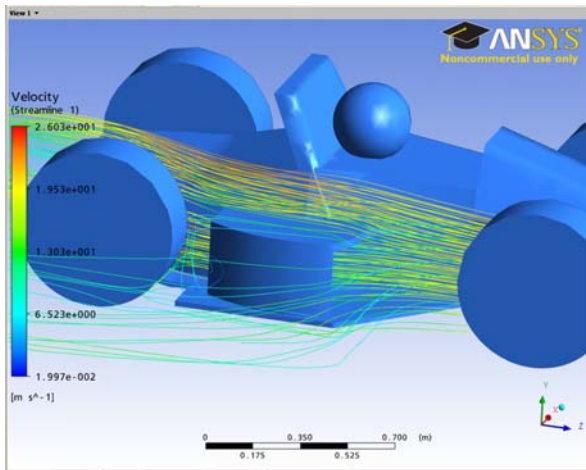 View 1
ANSYS
Noncommercial use only
Velocity
(Streamline 1)
2.603e+001
1.953e+001
1.303e+001
6.523e+000
1.997e-002
[m s^-1]
0 0.350 0.700 (m)
0.175 0.525
Y
X
Z